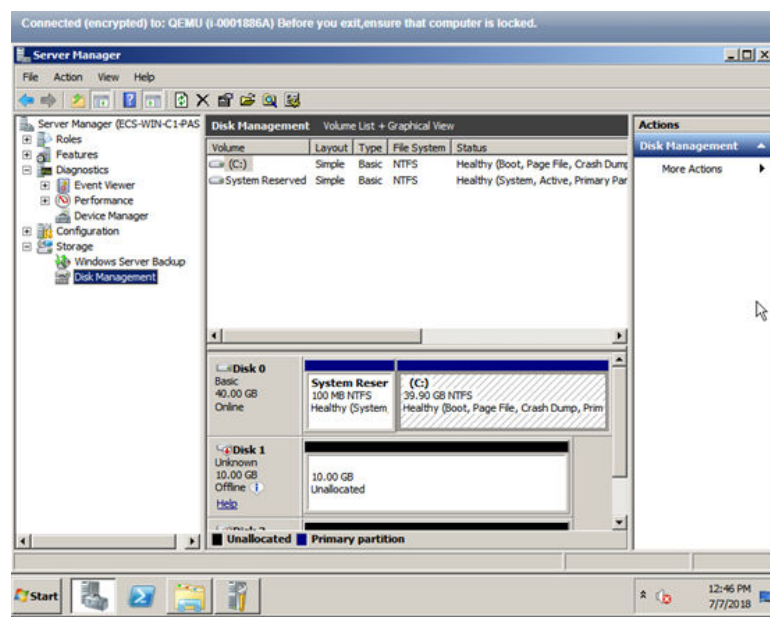 Connected (encrypted) to: QEMU (i-0001886A) Before you exit,ensure that computer is locked.
Server Manager
File Action View Help
Server Manager (ECS-WIN-C1-PAS
Roles
Features
Diagnostics
Event Viewer
Performance
Device Manager
Configuration
Storage
Windows Server Backup
Disk Management
Disk Management Volume List + Graphical View
Volume Layout Type File System Status
(C:) Simple Basic NTFS Healthy (Boot, Page File, Crash Dump
System Reserved Simple Basic NTFS Healthy (System, Active, Primary Par
Disk 0
Basic
40.00 GB
Online
System Reser
100 MB NTFS
Healthy (System,
(C:)
39.90 GB NTFS
Healthy (Boot, Page File, Crash Dump, Prim
Disk 1
Unknown
10.00 GB
Offline
Help
10.00 GB
Unallocated
Unallocated Primary partition
Actions
Disk Management
More Actions
Start
12:46 PM
7/7/2018